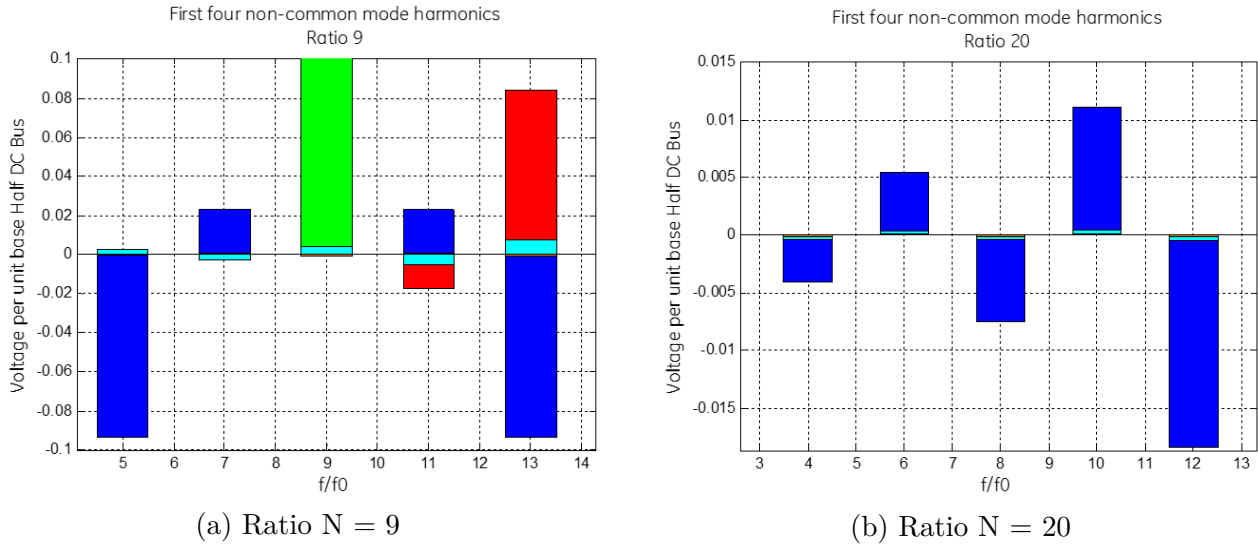 First four non-common mode harmonics
Ratio 9
Voltage per unit base Half DC Bus
0.1
0.08
0.06
0.04
0.02
0
-0.02
-0.04
-0.06
-0.08
-0.1
5 6 7 8 9 10 11 12 13 14
f/f0
(a) Ratio N = 9
First four non-common mode harmonics
Ratio 20
Voltage per unit base Half DC Bus
0.015
0.01
0.005
0
-0.005
-0.01
-0.015
3 4 5 6 7 8 9 10 11 12 13
f/f0
(b) Ratio N = 20